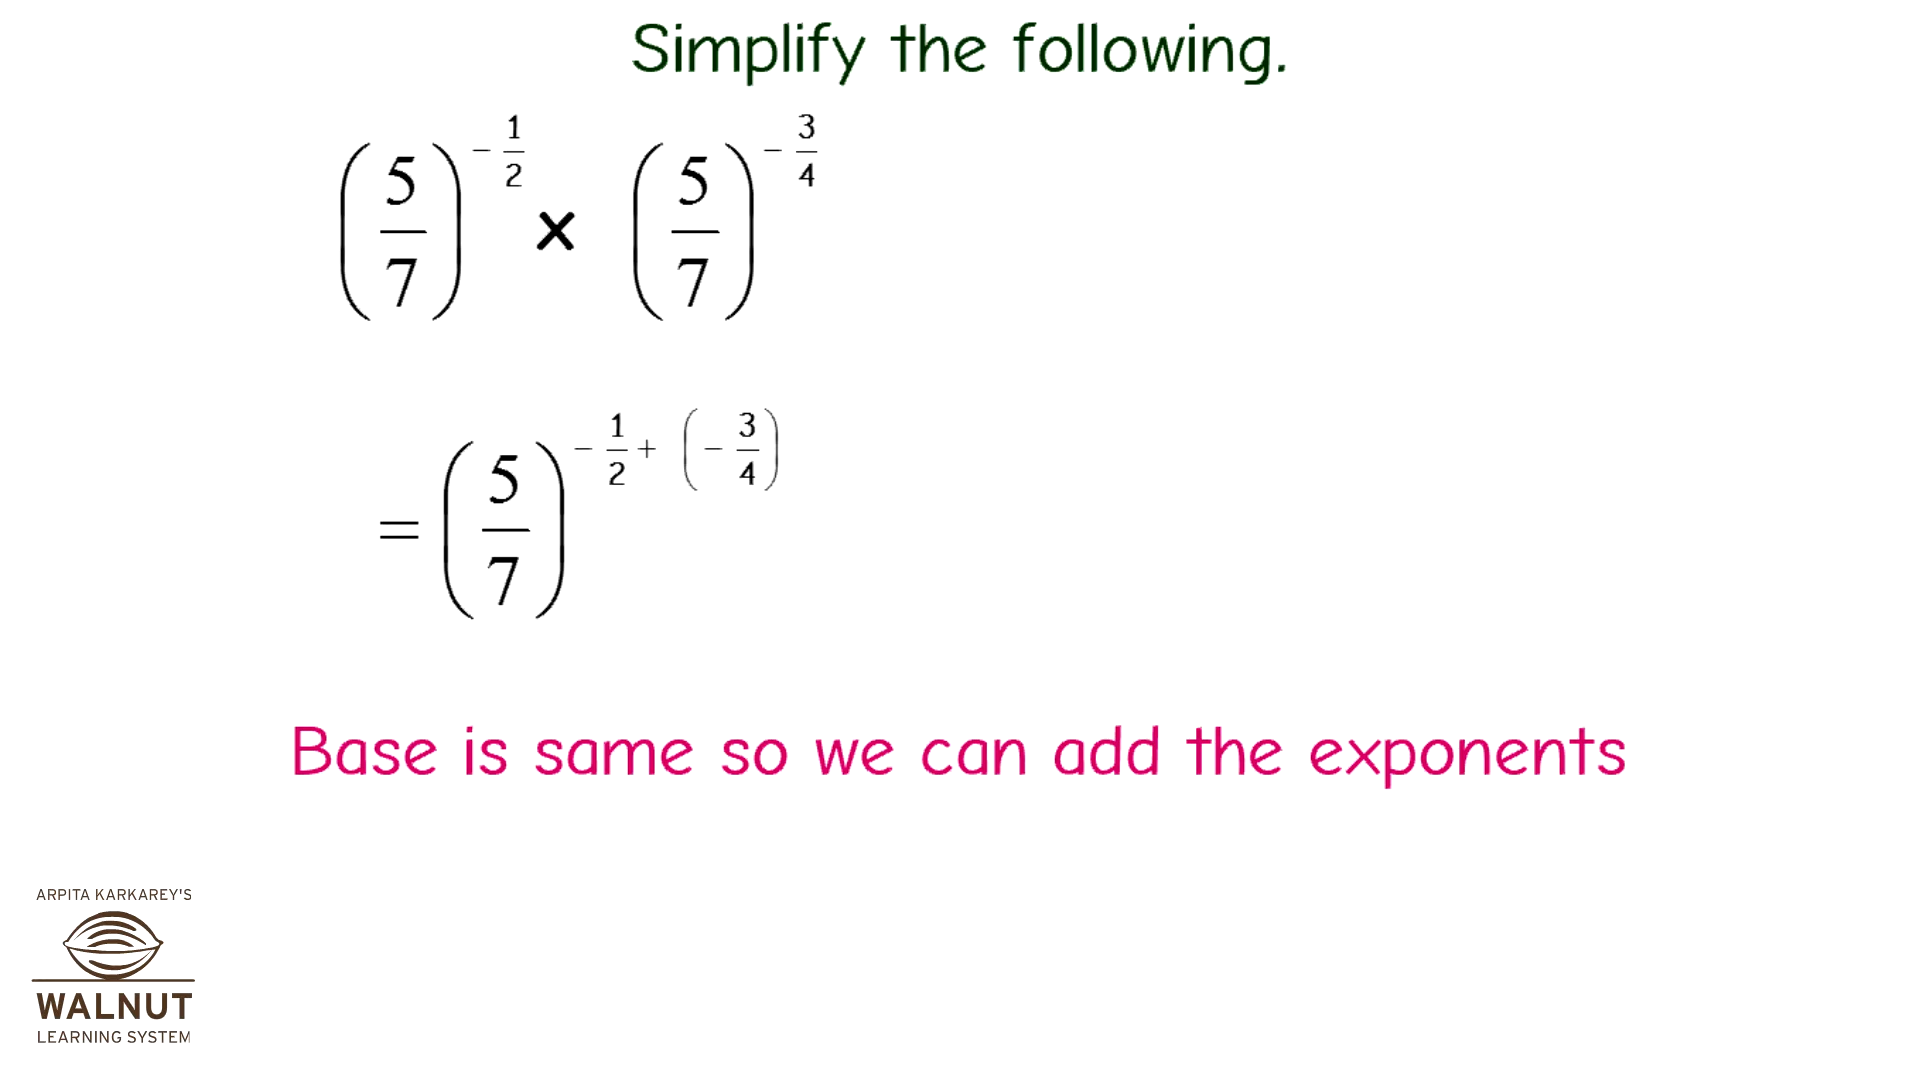 Simplify the following.
(5/7)^(-1/2) × (5/7)^(-3/4)
= (5/7)^(-1/2 + (-3/4))
Base is same so we can add the exponents
ARPITA KARKAREY'S
WALNUT
LEARNING SYSTEM